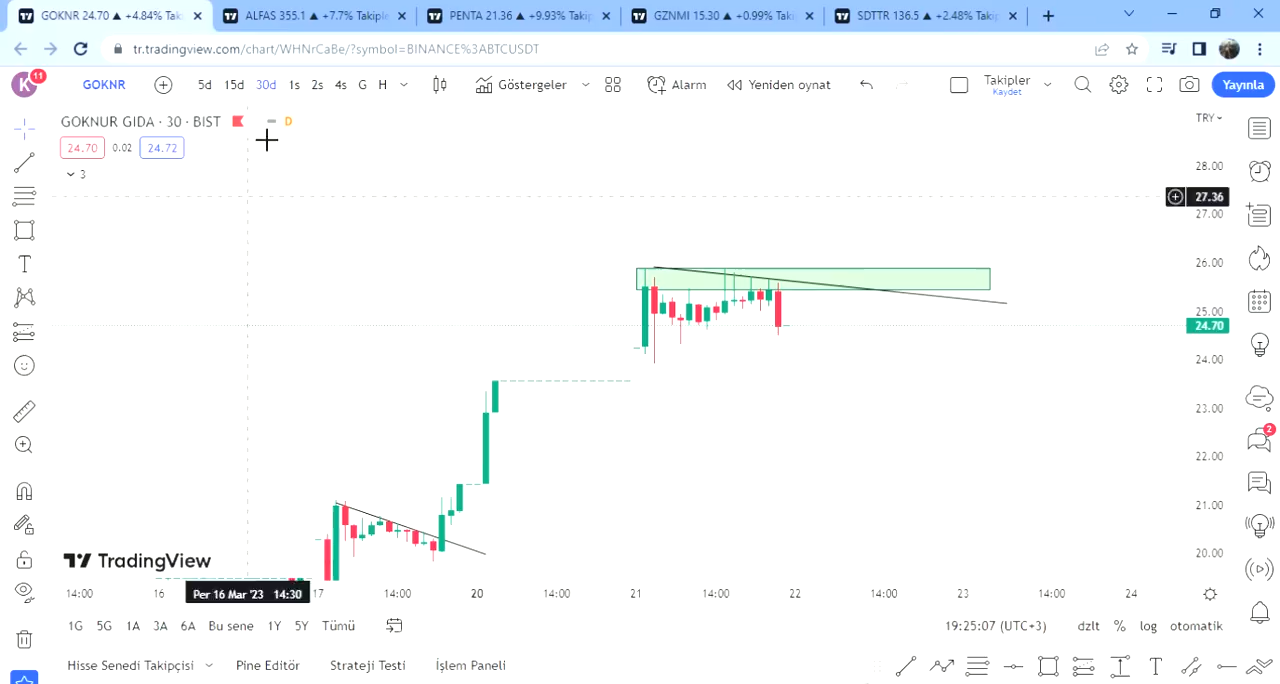 GOKNR 24.70 ▲ +4.84% Tak
ALFAS 355.1 ▲ +7.7% Takiple
PENTA 21.36 ▲ +9.93% Taki
GZNMI 15.30 ▲ +0.99% Taki
SDTTR 136.5 ▲ +2.48% Taki
tr.tradingview.com/chart/WHNrCaBe/?symbol=BINANCE%3ABTCUSDT
K 11
GOKNR
5d 15d 30d 1s 2s 4s G H
Göstergeler
Alarm
Yeniden oynat
Takipler
Kaydet
Yayınla
GOKNUR GIDA · 30 · BIST
D
TRY
24.70 0.02 24.72
3
28.00
27.36
27.00
26.00
25.00
24.70
24.00
23.00
22.00
21.00
20.00
2
TradingView
14:00 16 Per 16 Mar '23 14:30 17 14:00 20 14:00 21 14:00 22 14:00 23 14:00 24
1G 5G 1A 3A 6A Bu sene 1Y 5Y Tümü
19:25:07 (UTC+3) dzlt % log otomatik
Hisse Senedi Takipçisi Pine Editör Strateji Testi İşlem Paneli